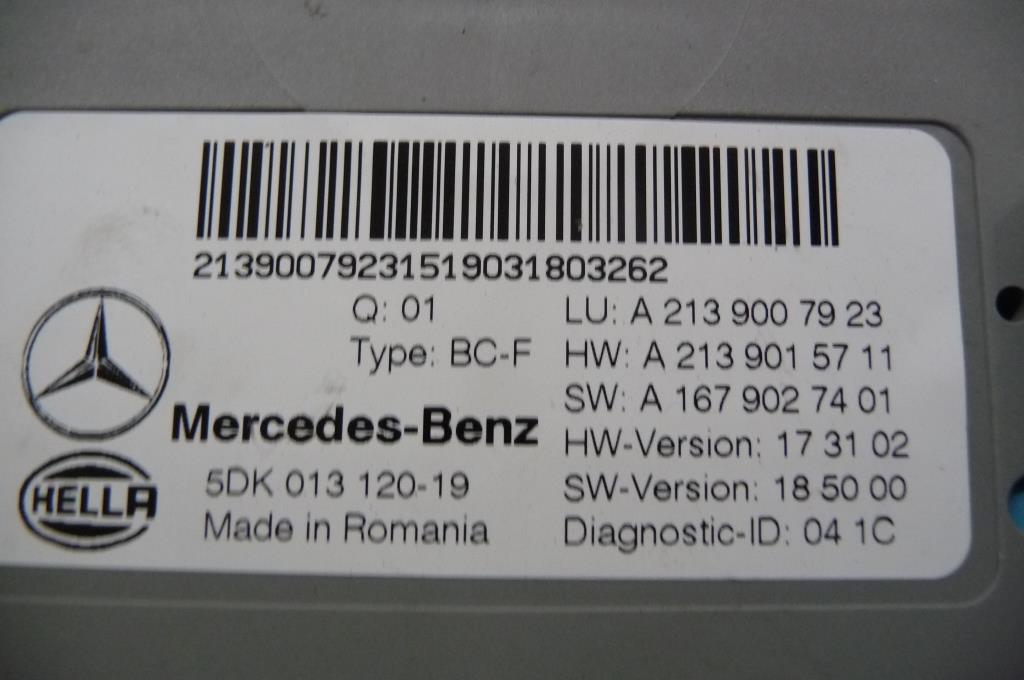 21390079231519031803262
Q: 01
Type: BC-F
LU: A 213 900 79 23
HW: A 213 901 57 11
SW: A 167 902 74 01
HW-Version: 17 31 02
SW-Version: 18 50 00
Diagnostic-ID: 04 1C
Mercedes-Benz
HELLA
5DK 013 120-19
Made in Romania